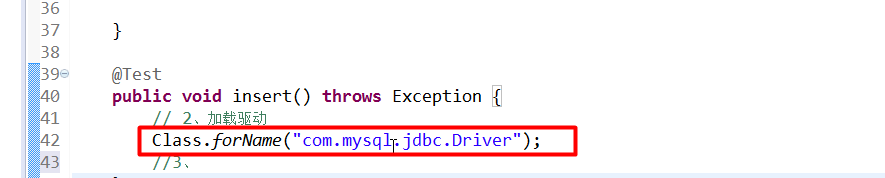 36
37 }
38
39 @Test
40 public void insert() throws Exception {
41 // 2、加载驱动
42 Class.forName("com.mysql.jdbc.Driver");
43 //3、